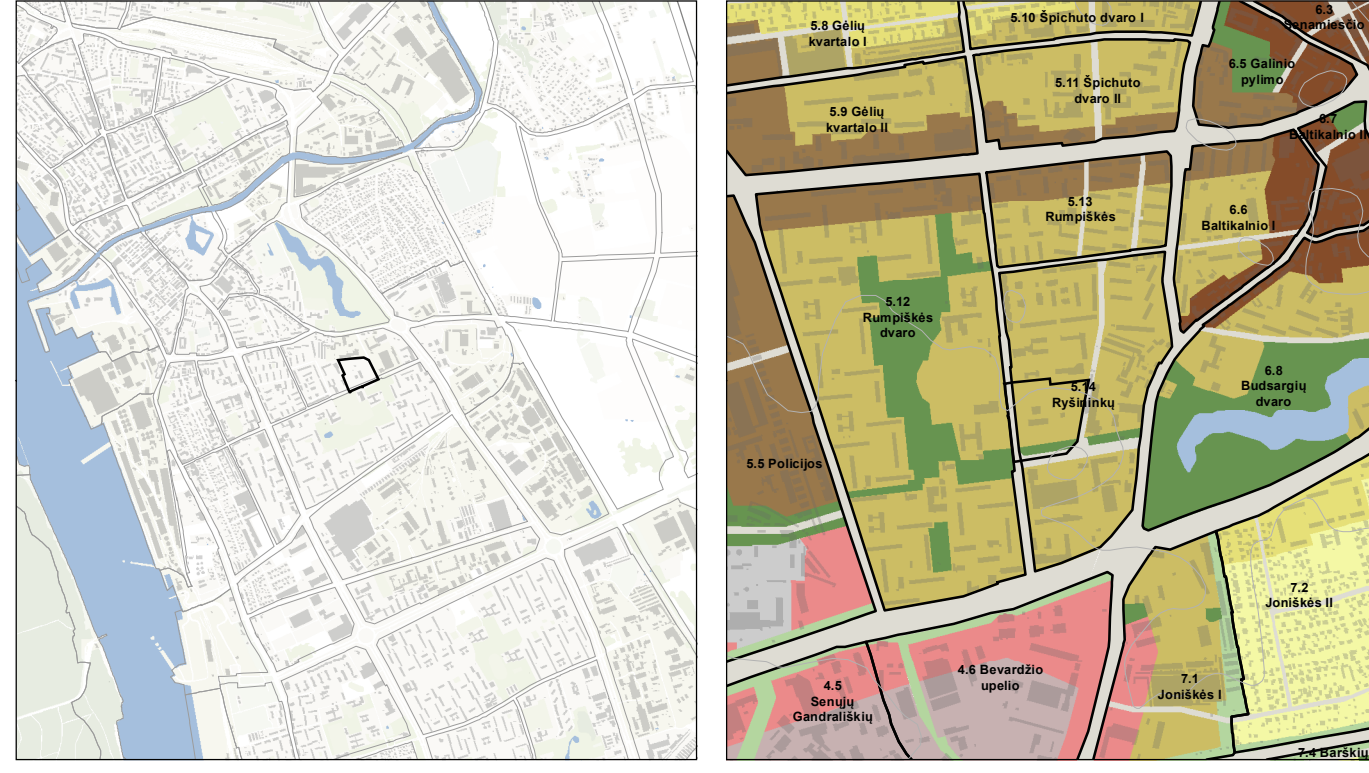 5.8 Gėlių
kvartalo I
5.10 Špichuto dvaro I
6.3
Senamiesčio
6.5 Galinio
pylimo
5.11 Špichuto
dvaro II
5.9 Gėlių
kvartalo II
6.7
Baltikalnio II
5.13
Rumpiškės
6.6
Baltikalnio I
5.12
Rumpiškės
dvaro
6.8
Budsargių
dvaro
5.14
Ryšininkų
5.5 Policijos
7.2
Joniškės II
4.6 Bevardžio
upelio
4.5
Senųjų
Gandrališkių
7.1
Joniškės I
7.4 Barškių